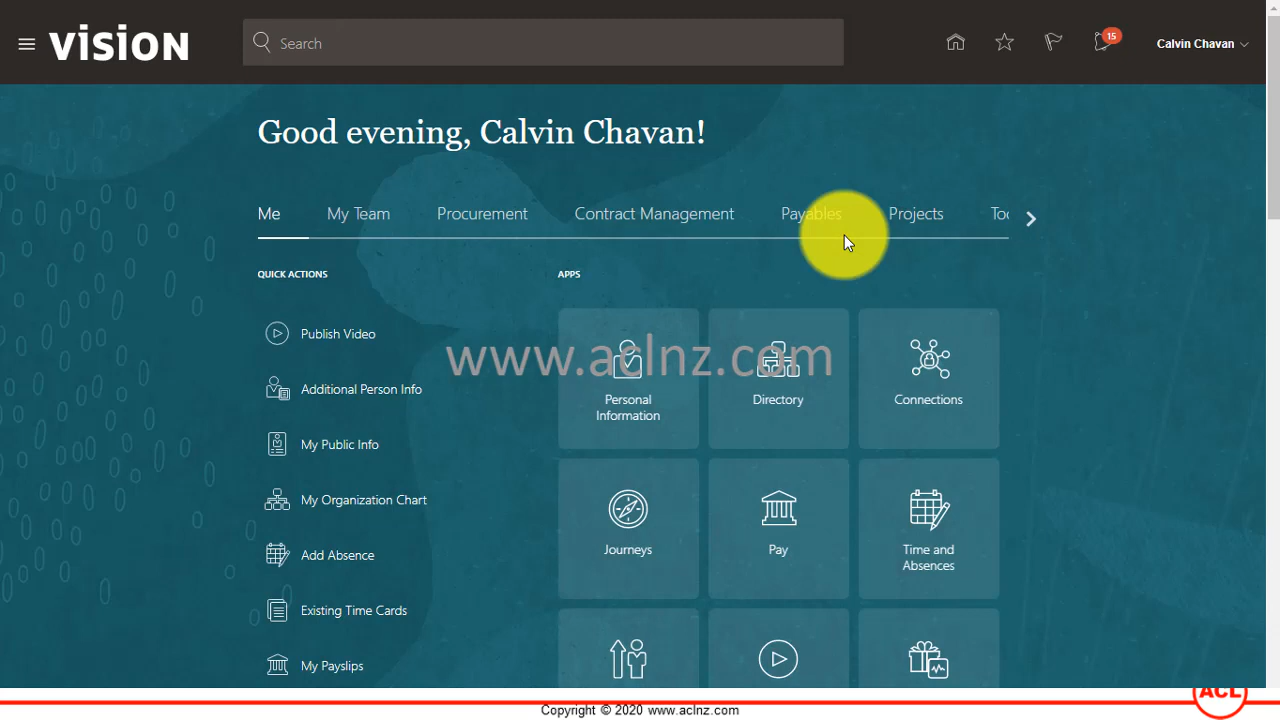 vision
Search
15
Calvin Chavan
Good evening, Calvin Chavan!
Me
My Team
Procurement
Contract Management
Payables
Projects
Too
QUICK ACTIONS
APPS
Publish Video
Additional Person Info
My Public Info
My Organization Chart
Add Absence
Existing Time Cards
My Payslips
Personal
Information
Directory
Connections
Journeys
Pay
Time and
Absences
www.aclnz.com
ACL
Copyright © 2020 www.aclnz.com